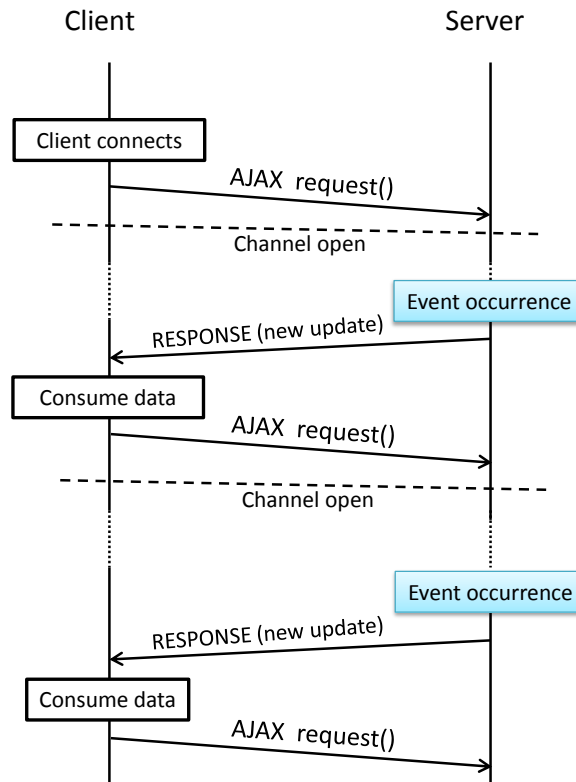 Client
Server
Client connects
AJAX request()
Channel open
Event occurrence
RESPONSE (new update)
Consume data
AJAX request()
Channel open
Event occurrence
RESPONSE (new update)
Consume data
AJAX request()